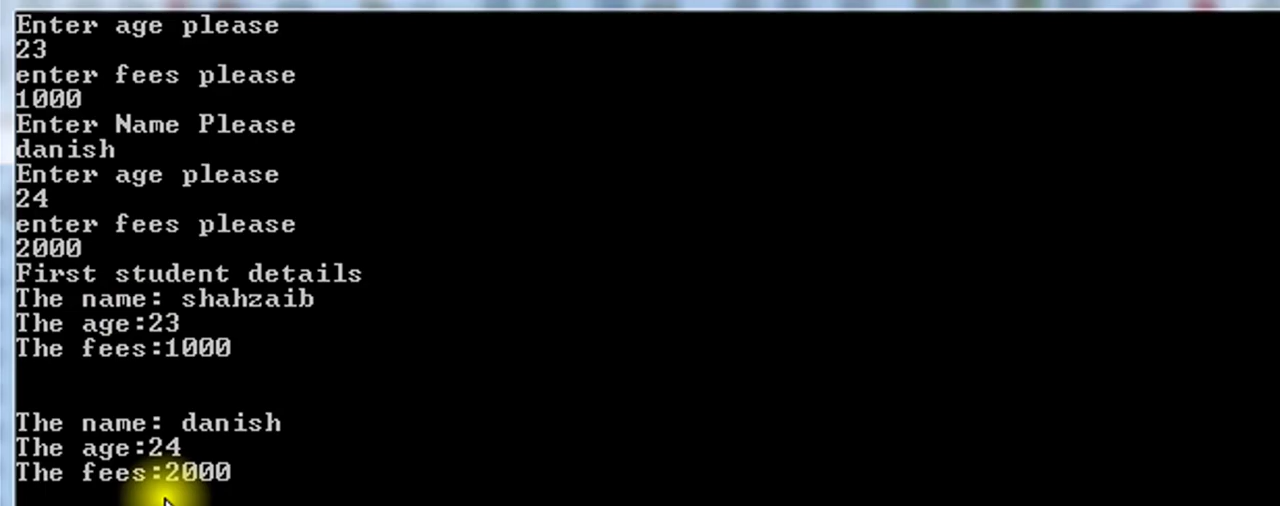 Enter age please
23
enter fees please
1000
Enter Name Please
danish
Enter age please
24
enter fees please
2000
First student details
The name: shahzaib
The age:23
The fees:1000
The name: danish
The age:24
The fees:2000